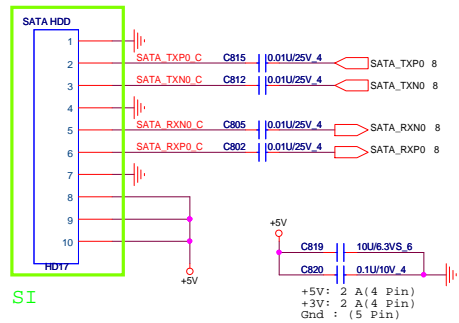 SATA HDD
1
2 SATA_TXP0_C C815 0.01U/25V_4 SATA_TXP0 8
3 SATA_TXN0_C C812 0.01U/25V_4 SATA_TXN0 8
4
5 SATA_RXN0_C C805 0.01U/25V_4 SATA_RXN0 8
6 SATA_RXP0_C C802 0.01U/25V_4 SATA_RXP0 8
7
8
9
10
HD17
+5V
SI
+5V
C819 10U/6.3VS_6
C820 0.1U/10V_4
+5V: 2 A(4 Pin)
+3V: 2 A(4 Pin)
Gnd : (5 Pin)